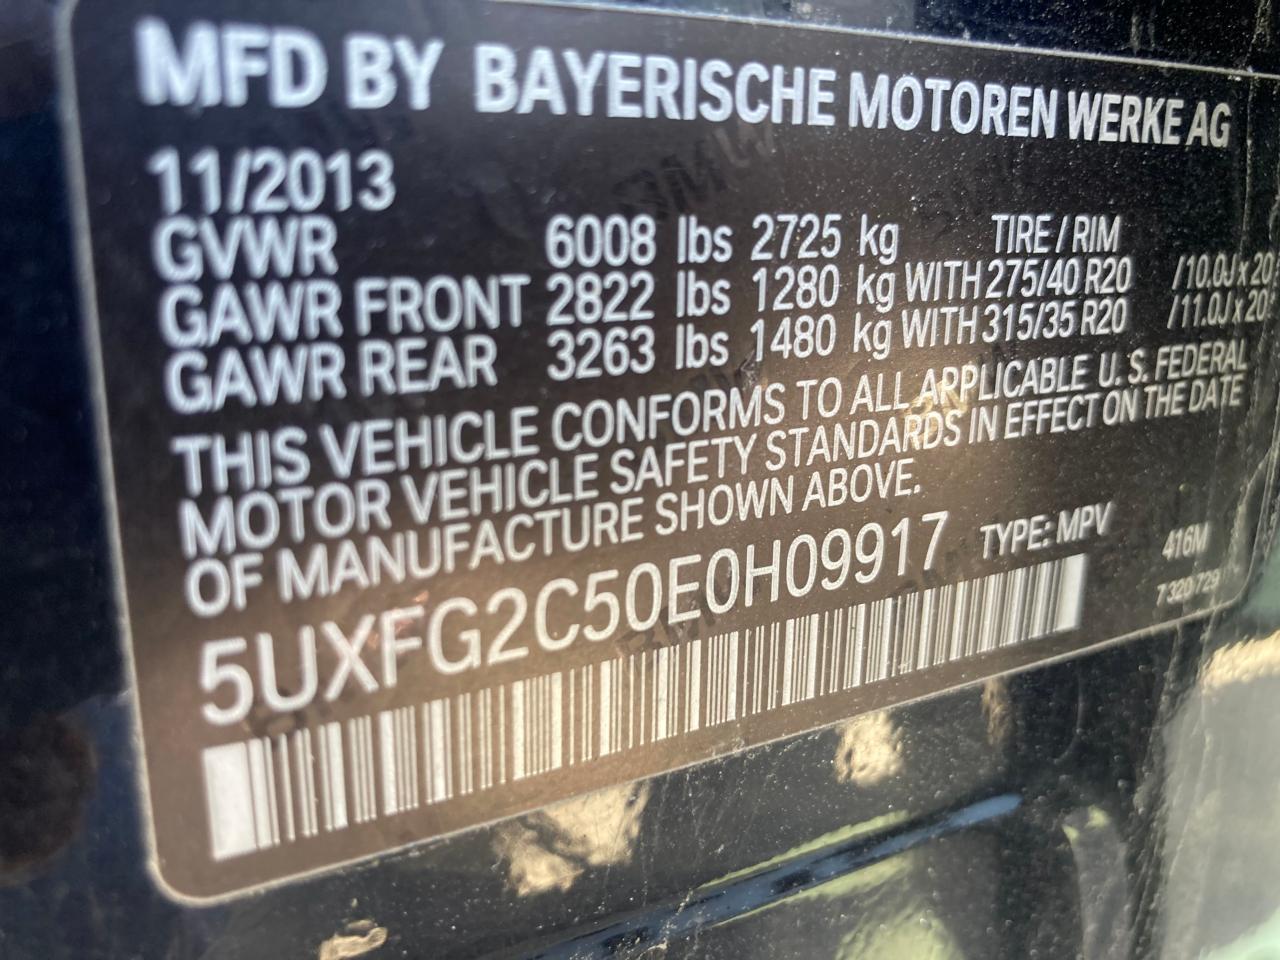 MFD BY BAYERISCHE MOTOREN WERKE AG
11/2013
GVWR 6008 lbs 2725 kg TIRE / RIM
GAWR FRONT 2822 lbs 1280 kg WITH 275/40 R20 /10.0J x 20
GAWR REAR 3263 lbs 1480 kg WITH 315/35 R20 /11.0J x 20
THIS VEHICLE CONFORMS TO ALL APPLICABLE U. S. FEDERAL
MOTOR VEHICLE SAFETY STANDARDS IN EFFECT ON THE DATE
OF MANUFACTURE SHOWN ABOVE.
5UXFG2C50E0H09917 TYPE: MPV 416M
7 320 729